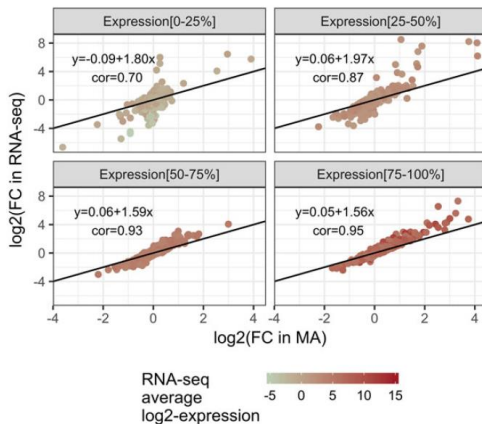 Expression[0-25%]
Expression[25-50%]
8
4
0
-4
y=-0.09+1.80x
cor=0.70
y=0.06+1.97x
cor=0.87
Expression[50-75%]
Expression[75-100%]
8
4
0
-4
y=0.06+1.59x
cor=0.93
y=0.05+1.56x
cor=0.95
log2(FC in RNA-seq)
-4 -2 0 2 4 -4 -2 0 2 4
log2(FC in MA)
RNA-seq
average
log2-expression
-5 0 5 10 15